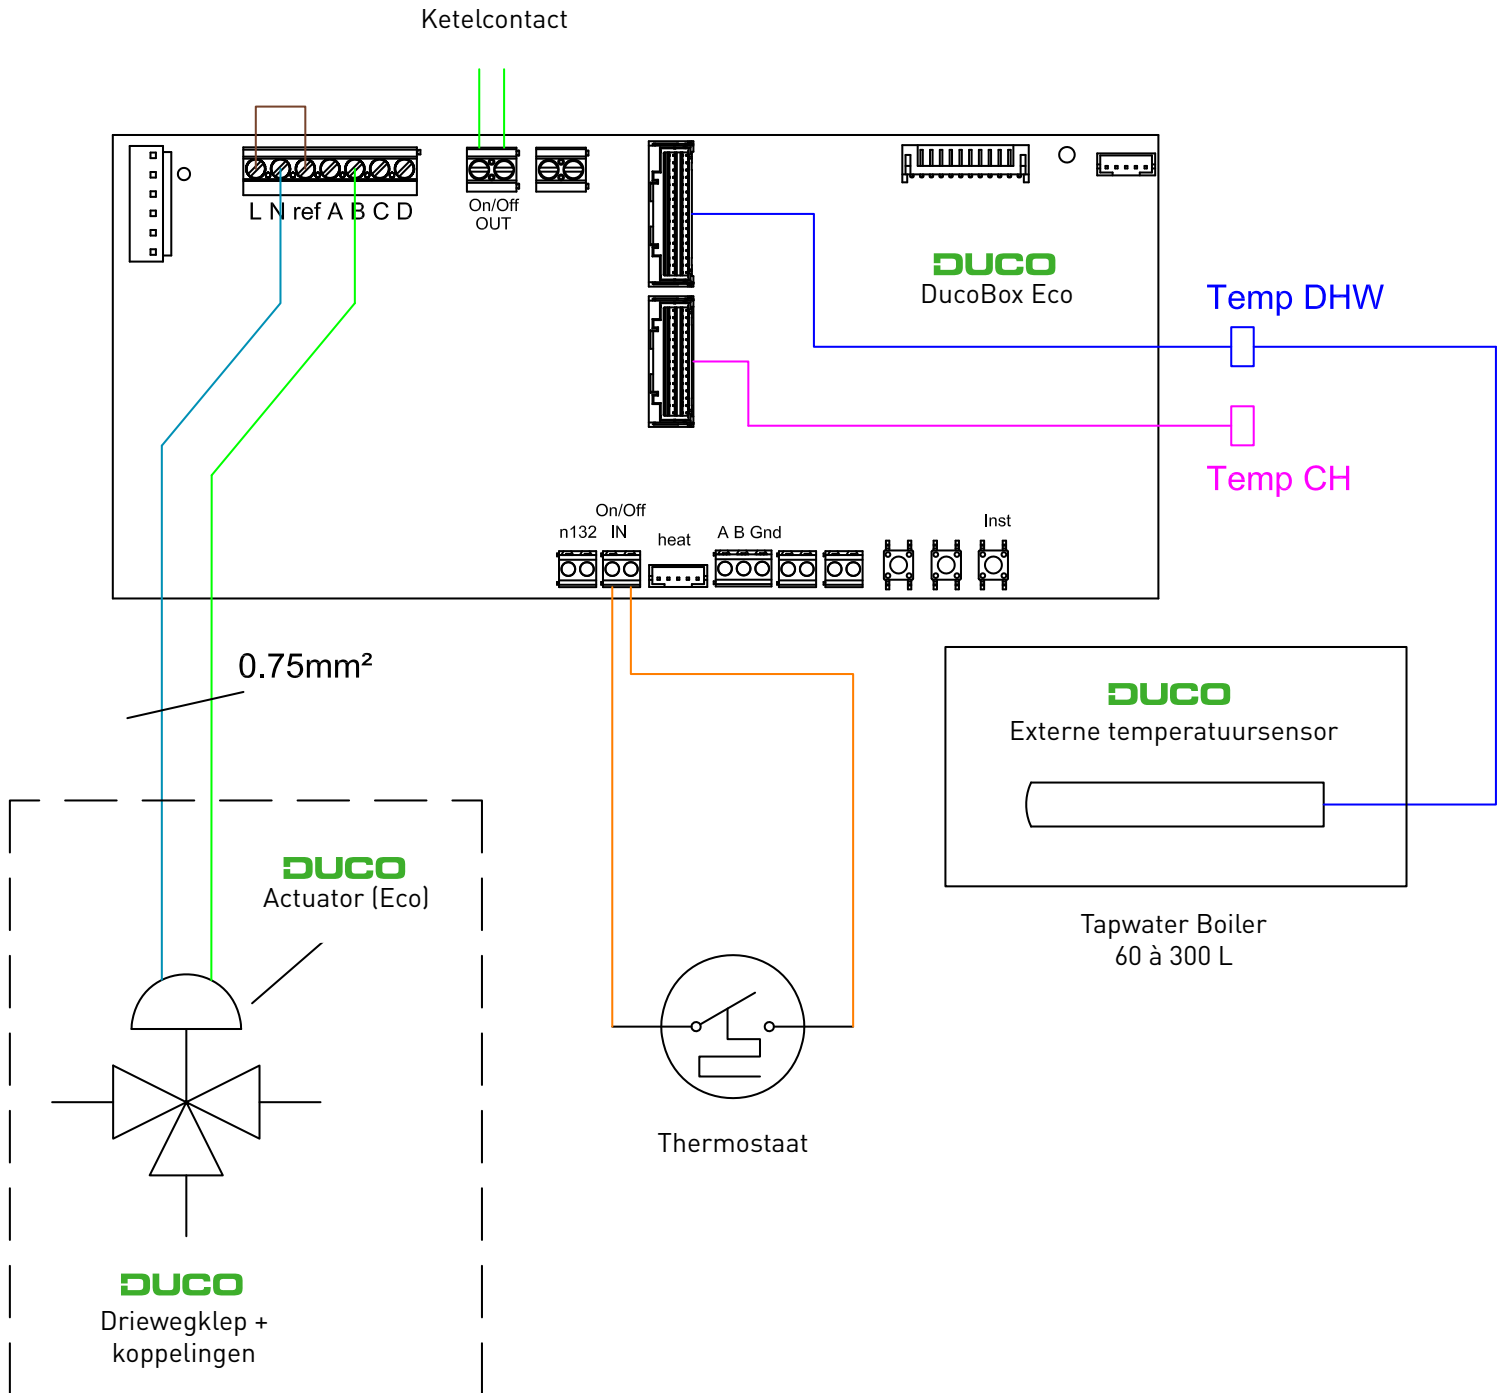 Ketelcontact
L N ref A B C D
On/Off
OUT
DUCO
DucoBox Eco
Temp DHW
Temp CH
n132
On/Off
IN
heat
A B Gnd
Inst
0.75mm²
DUCO
Externe temperatuursensor
Tapwater Boiler
60 à 300 L
DUCO
Actuator (Eco)
Thermostaat
DUCO
Driewegklep +
koppelingen